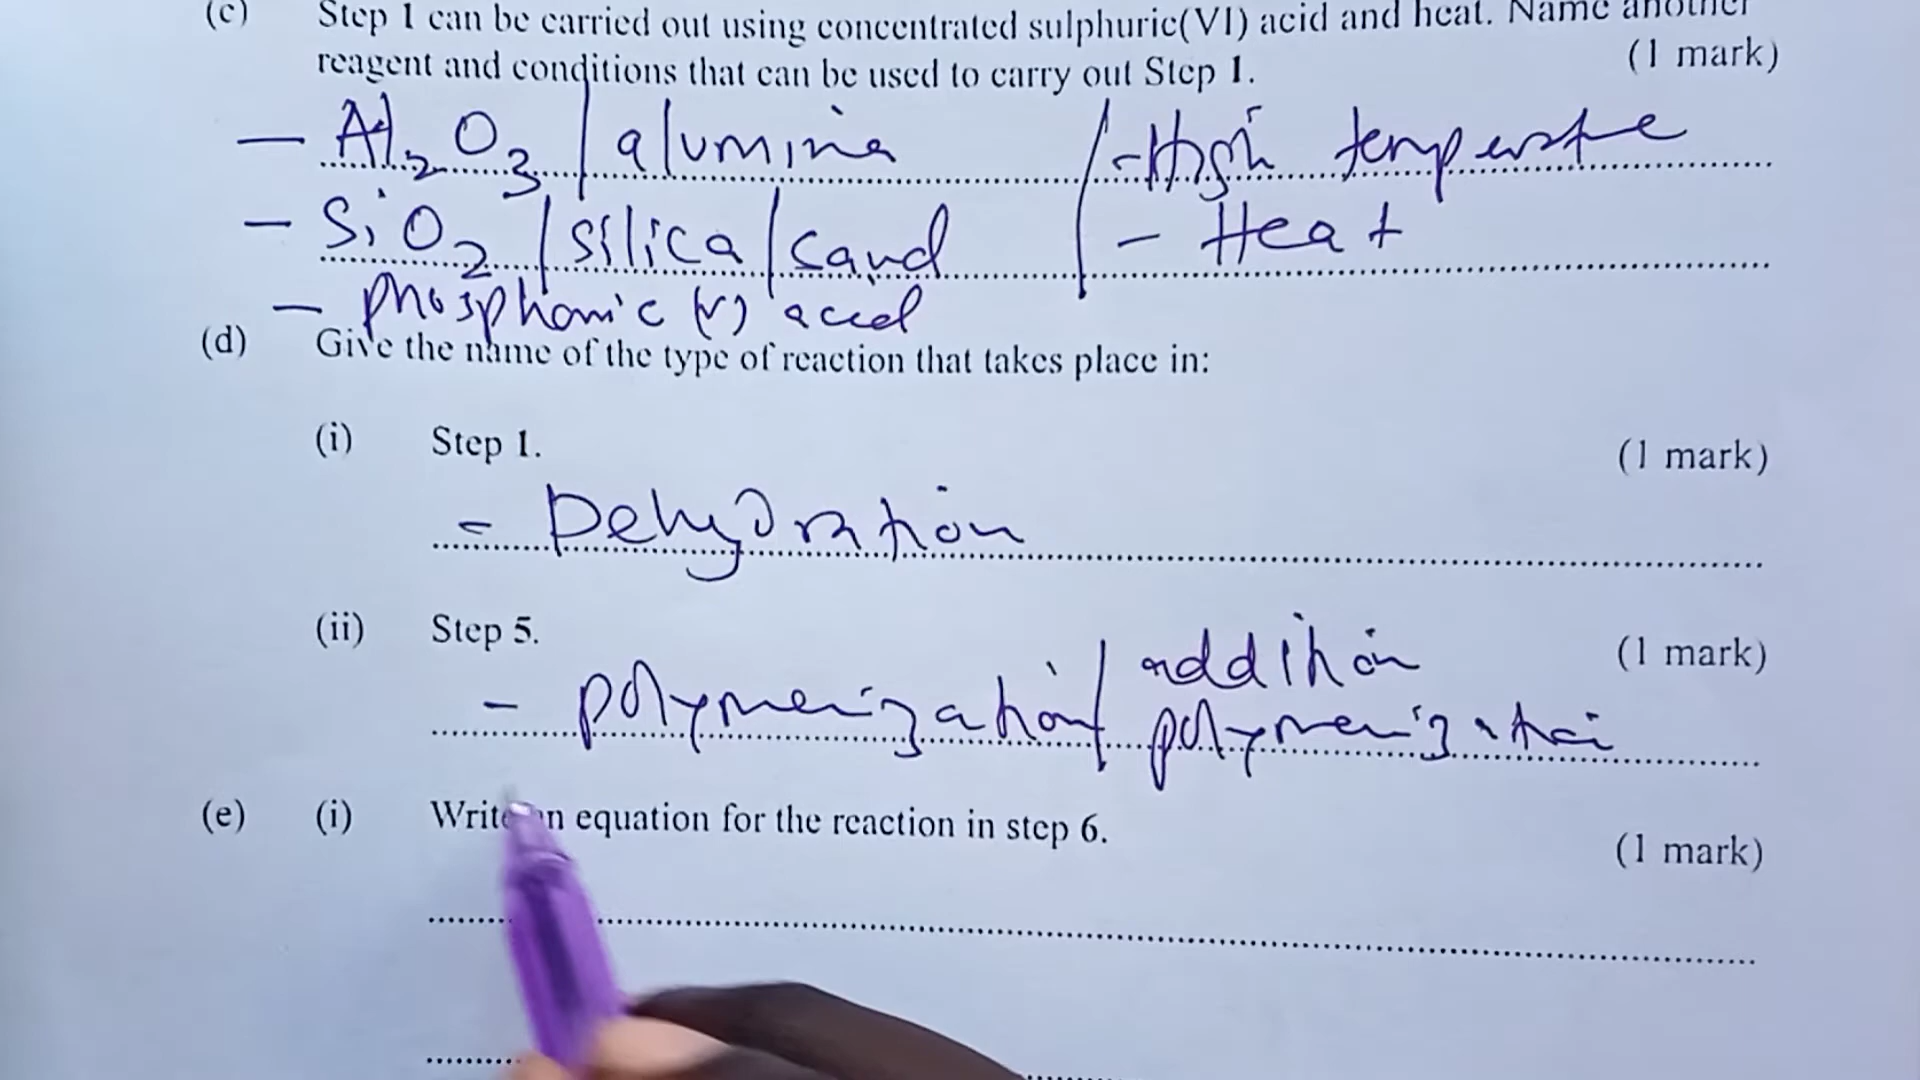 (c) Step 1 can be carried out using concentrated sulphuric(VI) acid and heat. Name another
reagent and conditions that can be used to carry out Step 1. (1 mark)
— Al2O3 / alumina / - High temperature
— SiO2 / silica / sand / - Heat
— phosphoric (V) acid
(d) Give the name of the type of reaction that takes place in:
(i) Step 1. (1 mark)
- Dehydration
(ii) Step 5. (1 mark)
- polymerization / addition
polymerization
(e) (i) Write an equation for the reaction in step 6. (1 mark)